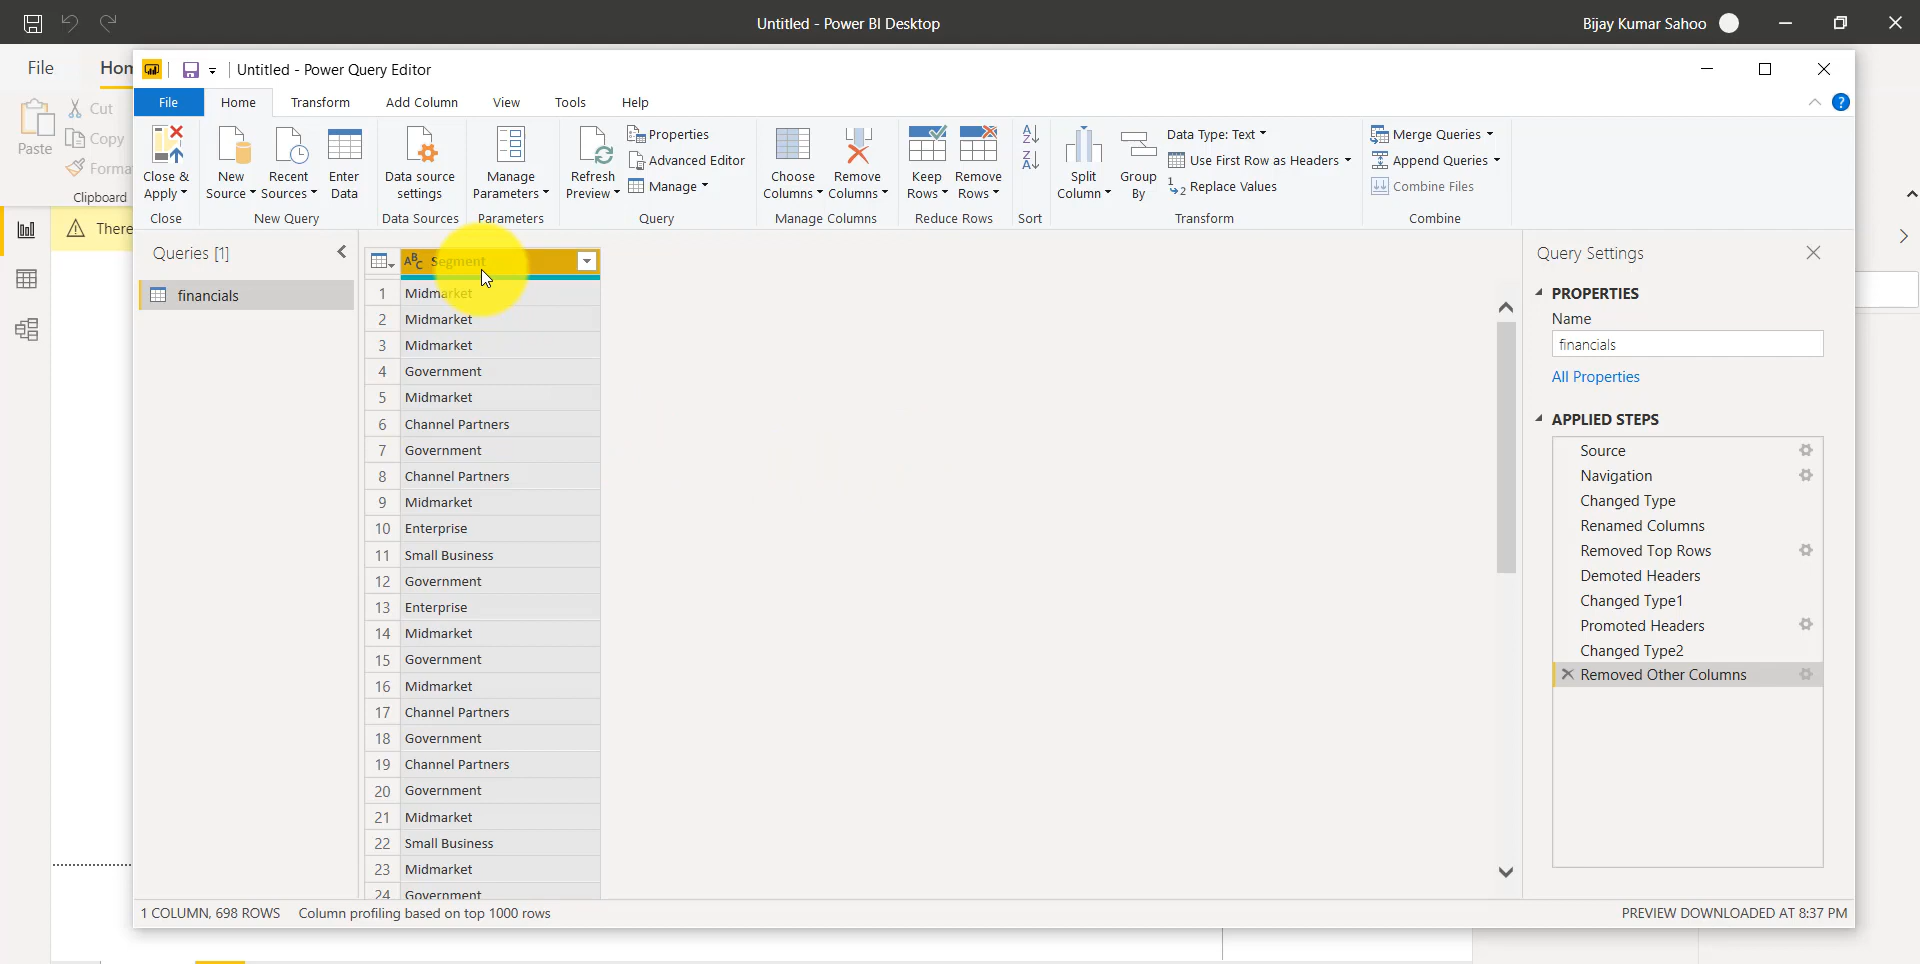 Untitled - Power BI Desktop
Bijay Kumar Sahoo
File
Hom
Untitled - Power Query Editor
File
Home
Transform
Add Column
View
Tools
Help
Paste
Cut
Copy
Forma
Clipboard
Close & Apply
Close
New Source
Recent Sources
Enter Data
New Query
Data source settings
Data Sources
Manage Parameters
Parameters
Refresh Preview
Properties
Advanced Editor
Manage
Query
Choose Columns
Remove Columns
Manage Columns
Keep Rows
Remove Rows
Reduce Rows
Sort
Split Column
Group By
Data Type: Text
Use First Row as Headers
Replace Values
Transform
Merge Queries
Append Queries
Combine Files
Combine
There
Queries [1]
financials
ABC Segment
1 Midmarket
2 Midmarket
3 Midmarket
4 Government
5 Midmarket
6 Channel Partners
7 Government
8 Channel Partners
9 Midmarket
10 Enterprise
11 Small Business
12 Government
13 Enterprise
14 Midmarket
15 Government
16 Midmarket
17 Channel Partners
18 Government
19 Channel Partners
20 Government
21 Midmarket
22 Small Business
23 Midmarket
24 Government
Query Settings
PROPERTIES
Name
financials
All Properties
APPLIED STEPS
Source
Navigation
Changed Type
Renamed Columns
Removed Top Rows
Demoted Headers
Changed Type1
Promoted Headers
Changed Type2
Removed Other Columns
1 COLUMN, 698 ROWS
Column profiling based on top 1000 rows
PREVIEW DOWNLOADED AT 8:37 PM